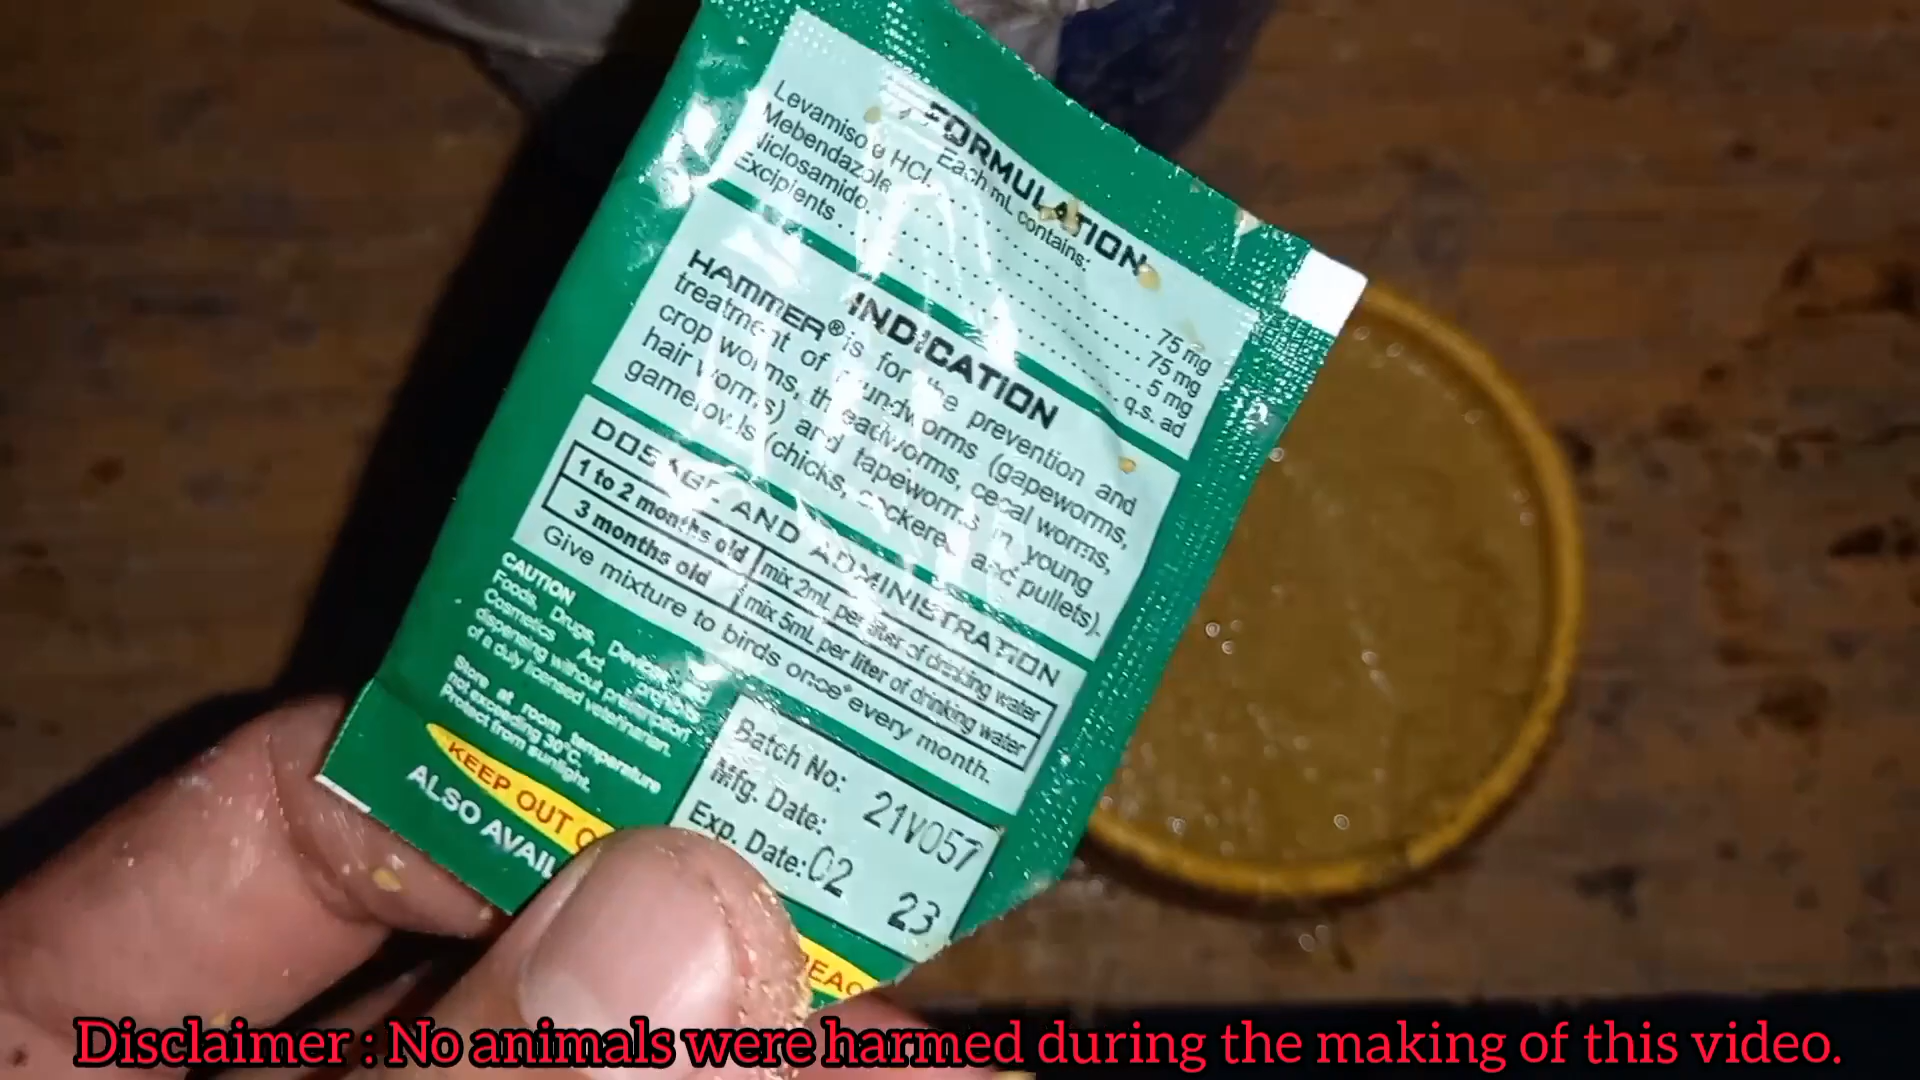 FORMULATION
Each mL contains:
Levamisole HCl ........ 75 mg
Mebendazole ........ 75 mg
Niclosamide ........ 5 mg
Excipients ........ q.s. ad
INDICATION
HAMMER® is for the prevention and
treatment of roundworms (gapeworms,
crop worms, threadworms, cecal worms,
hair worms) and tapeworms in young
gamefowls (chicks, cockerel and pullets).
DOSAGE AND ADMINISTRATION
1 to 2 months old mix 2mL per liter of drinking water
3 months old mix 5mL per liter of drinking water
Give mixture to birds once every month.
CAUTION
Foods, Drugs, Devices
Cosmetics Act prohibits
dispensing without prescription
of a duly licensed veterinarian.
Store at room temperature
not exceeding 30°C.
Protect from sunlight.
Batch No: 21V057
Mfg. Date:
Exp. Date: 02 23
KEEP OUT O
REAC
ALSO AVAIL
Disclaimer : No animals were harmed during the making of this video.